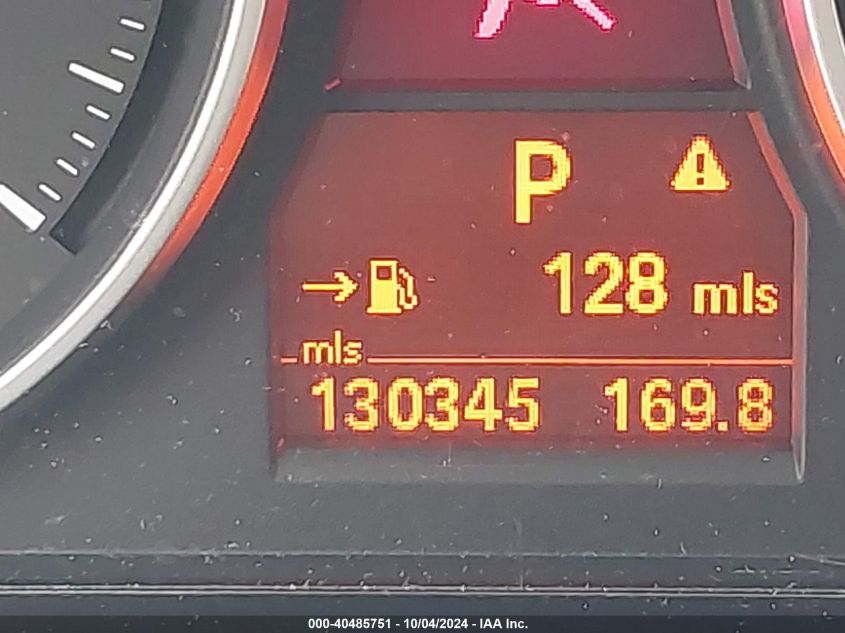 P
128 mls
mls
130345 169.8
000-40485751 - 10/04/2024 - IAA Inc.